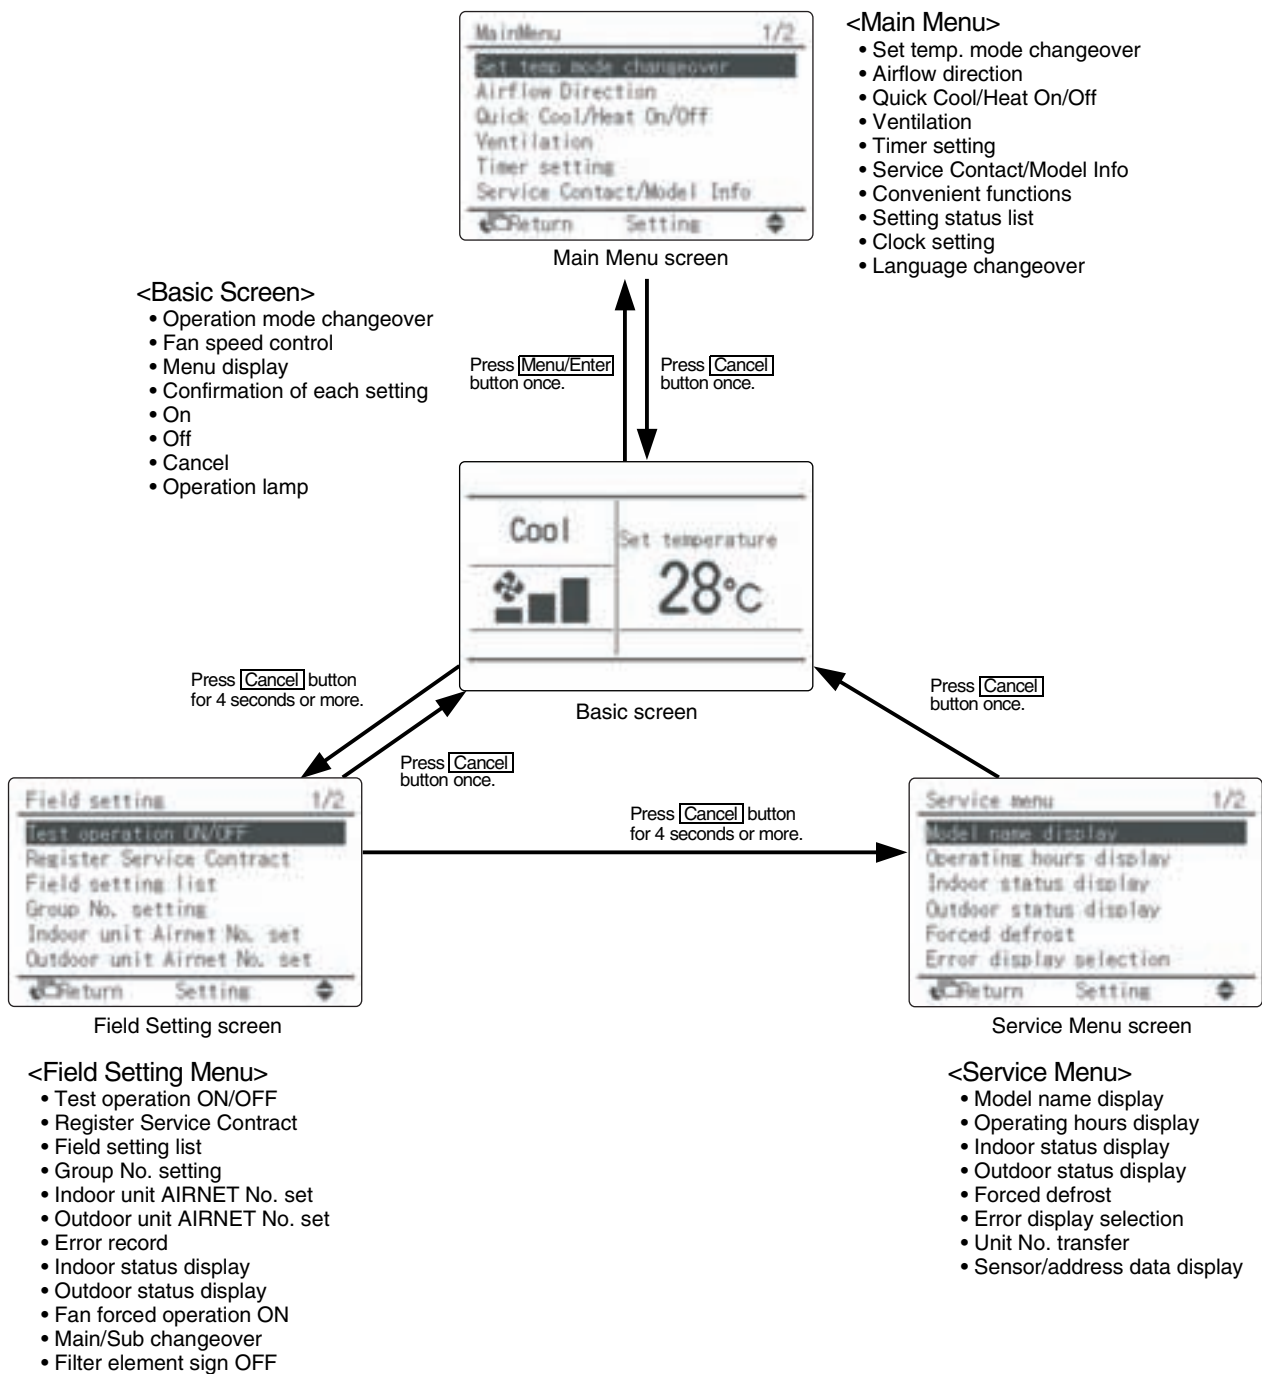 MainMenu 1/2
Set temp mode changeover
Airflow Direction
Quick Cool/Heat On/Off
Ventilation
Timer setting
Service Contact/Model Info
Return Setting
Main Menu screen
<Main Menu>
• Set temp. mode changeover
• Airflow direction
• Quick Cool/Heat On/Off
• Ventilation
• Timer setting
• Service Contact/Model Info
• Convenient functions
• Setting status list
• Clock setting
• Language changeover
<Basic Screen>
• Operation mode changeover
• Fan speed control
• Menu display
• Confirmation of each setting
• On
• Off
• Cancel
• Operation lamp
Press Menu/Enter
button once.
Press Cancel
button once.
Cool
Set temperature
28°C
Basic screen
Press Cancel button
for 4 seconds or more.
Press Cancel
button once.
Press Cancel
button once.
Press Cancel button
for 4 seconds or more.
Field setting 1/2
Test operation ON/OFF
Register Service Contract
Field setting list
Group No. setting
Indoor unit Airnet No. set
Outdoor unit Airnet No. set
Return Setting
Field Setting screen
Service menu 1/2
Model name display
Operating hours display
Indoor status display
Outdoor status display
Forced defrost
Error display selection
Return Setting
Service Menu screen
<Field Setting Menu>
• Test operation ON/OFF
• Register Service Contract
• Field setting list
• Group No. setting
• Indoor unit AIRNET No. set
• Outdoor unit AIRNET No. set
• Error record
• Indoor status display
• Outdoor status display
• Fan forced operation ON
• Main/Sub changeover
• Filter element sign OFF
<Service Menu>
• Model name display
• Operating hours display
• Indoor status display
• Outdoor status display
• Forced defrost
• Error display selection
• Unit No. transfer
• Sensor/address data display